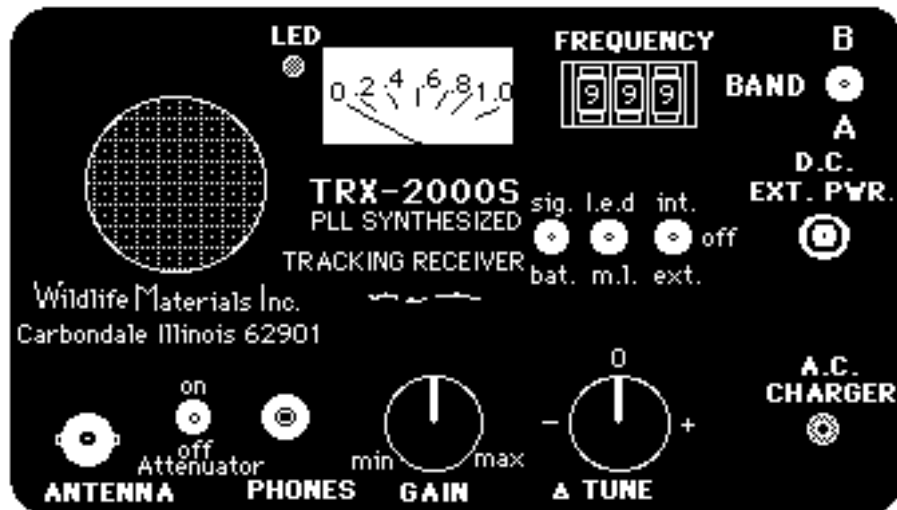 LED
FREQUENCY
B
0 .2 .4 .6 .8 1.0
9 9 9
BAND
A
D.C.
EXT. PWR.
TRX-2000S
PLL SYNTHESIZED
TRACKING RECEIVER
sig. l.e.d int.
off
bat. m.l. ext.
Wildlife Materials Inc.
Carbondale Illinois 62901
on
off
Attenuator
0
- +
A.C.
CHARGER
min max
ANTENNA PHONES GAIN Δ TUNE